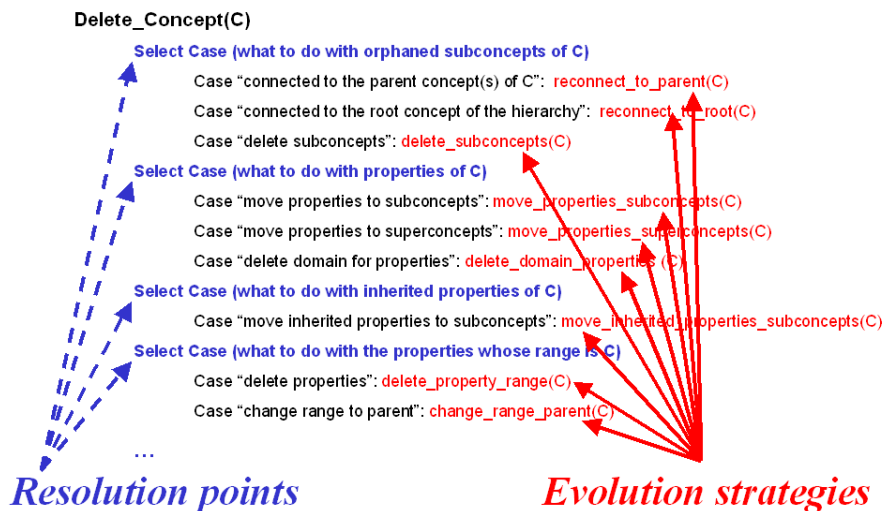 Delete_Concept(C)
Select Case (what to do with orphaned subconcepts of C)
Case “connected to the parent concept(s) of C”: reconnect_to_parent(C)
Case “connected to the root concept of the hierarchy”: reconnect_to_root(C)
Case “delete subconcepts”: delete_subconcepts(C)
Select Case (what to do with properties of C)
Case “move properties to subconcepts”: move_properties_subconcepts(C)
Case “move properties to superconcepts”: move_properties_superconcepts(C)
Case “delete domain for properties”: delete_domain_properties (C)
Select Case (what to do with inherited properties of C)
Case “move inherited properties to subconcepts”: move_inherited_properties_subconcepts(C)
Select Case (what to do with the properties whose range is C)
Case “delete properties”: delete_property_range(C)
Case “change range to parent”: change_range_parent(C)
...
Resolution points
Evolution strategies